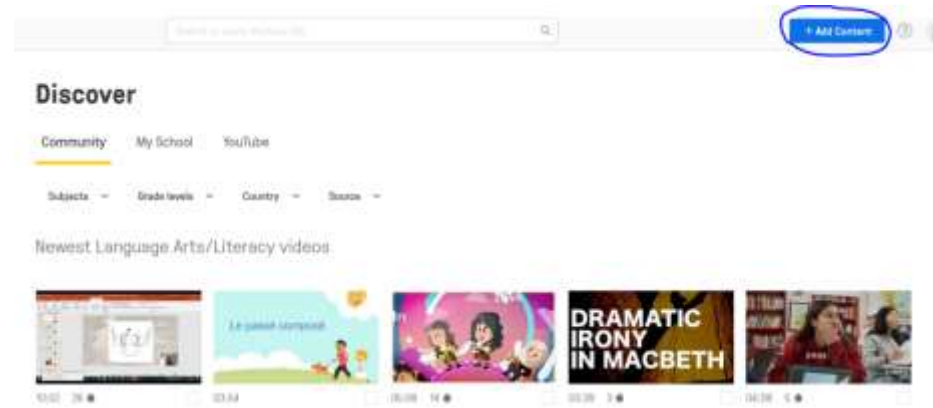 + Add Content
Discover
Community My School YouTube
Subjects Grade levels Country Source
Newest Language Arts/Literacy videos
Le passé composé
DRAMATIC
IRONY
IN MACBETH